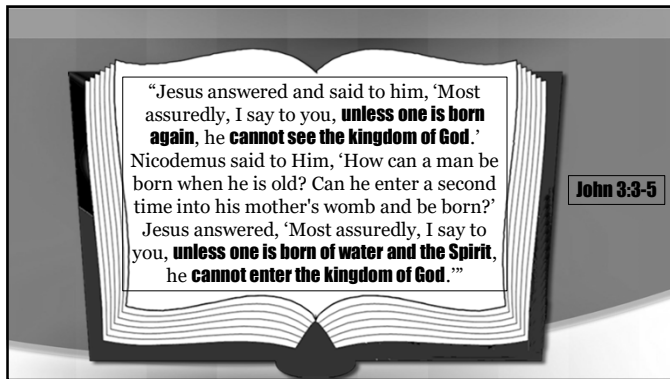 “Jesus answered and said to him, ‘Most
assuredly, I say to you, unless one is born
again, he cannot see the kingdom of God.’
Nicodemus said to Him, ‘How can a man be
born when he is old? Can he enter a second
time into his mother's womb and be born?’
Jesus answered, ‘Most assuredly, I say to
you, unless one is born of water and the Spirit,
he cannot enter the kingdom of God.’”
John 3:3-5